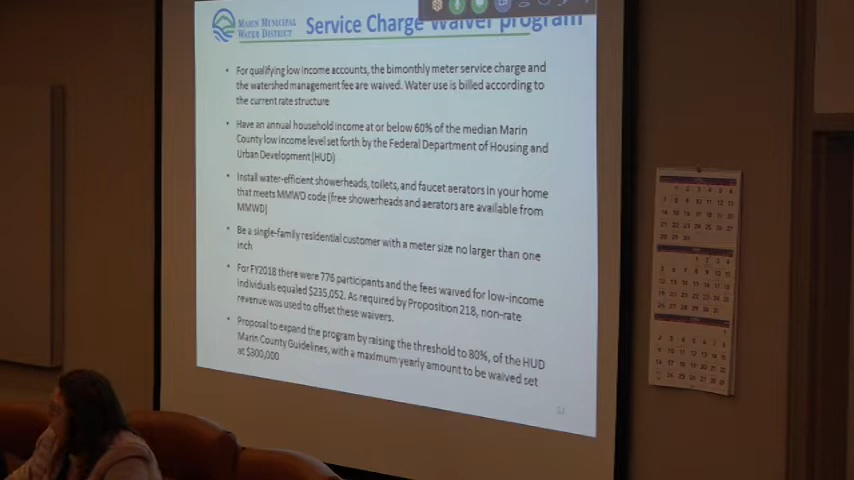 MARIN MUNICIPAL
WATER DISTRICT
Service Charge Waiver program
• For qualifying low income accounts, the bimonthly meter service charge and
the watershed management fee are waived. Water use is billed according to
the current rate structure
• Have an annual household income at or below 60% of the median Marin
County low income level set forth by the Federal Department of Housing and
Urban Development (HUD)
• Install water-efficient showerheads, toilets, and faucet aerators in your home
that meets MMWD code (free showerheads and aerators are available from
MMWD)
• Be a single-family residential customer with a meter size no larger than one
inch
• For FY2018 there were 776 participants and the fees waived for low-income
individuals equaled $235,052. As required by Proposition 218, non-rate
revenue was used to offset these waivers.
• Proposal to expand the program by raising the threshold to 80%, of the HUD
Marin County Guidelines, with a maximum yearly amount to be waived set
at $300,000